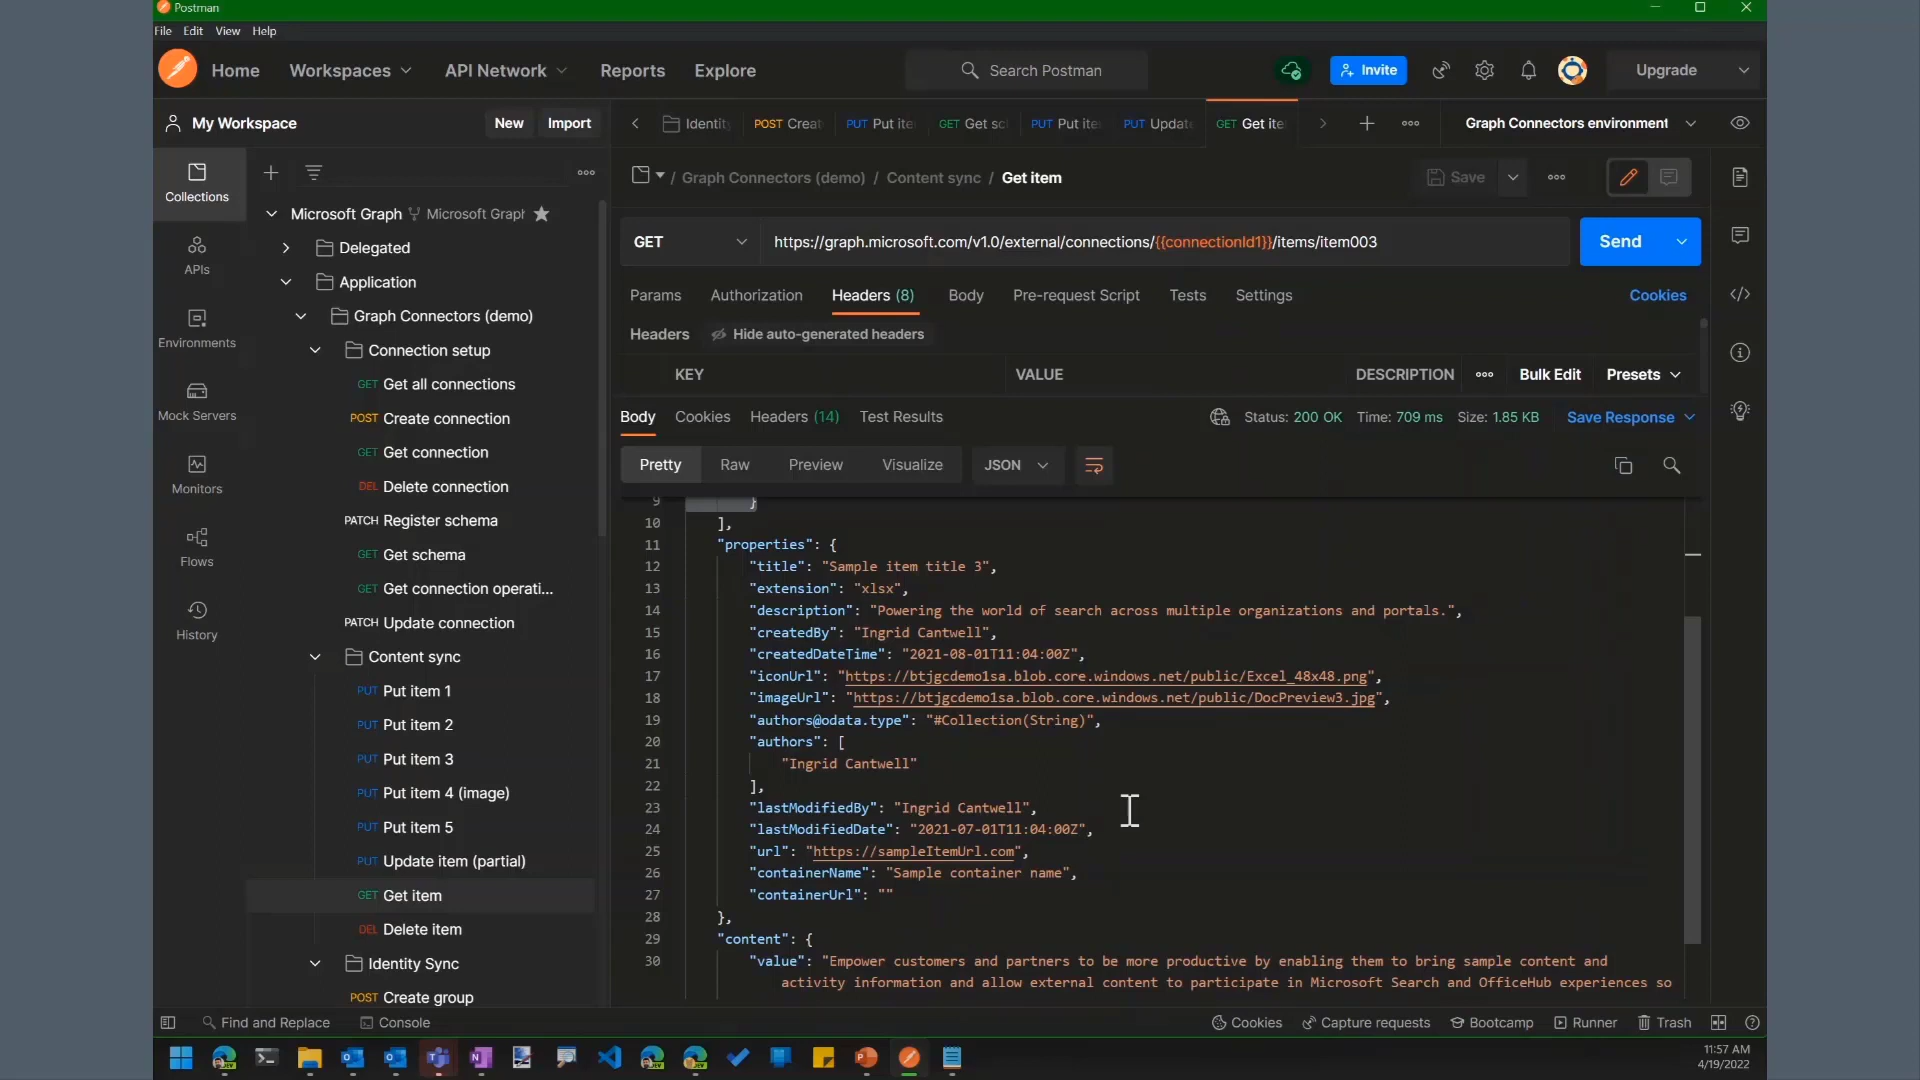 Postman
File Edit View Help
Home Workspaces API Network Reports Explore Search Postman Invite Upgrade
My Workspace New Import
Identity POST Creat PUT Put ite GET Get sc PUT Put ite PUT Update GET Get ite Graph Connectors environment
Collections
APIs
Environments
Mock Servers
Monitors
Flows
History
Microsoft Graph Microsoft Graph
Delegated
Application
Graph Connectors (demo)
Connection setup
GET Get all connections
POST Create connection
GET Get connection
DEL Delete connection
PATCH Register schema
GET Get schema
GET Get connection operati...
PATCH Update connection
Content sync
PUT Put item 1
PUT Put item 2
PUT Put item 3
PUT Put item 4 (image)
PUT Put item 5
PUT Update item (partial)
GET Get item
DEL Delete item
Identity Sync
POST Create group
/ Graph Connectors (demo) / Content sync / Get item Save
GET https://graph.microsoft.com/v1.0/external/connections/{{connectionId1}}/items/item003 Send
Params Authorization Headers (8) Body Pre-request Script Tests Settings Cookies
Headers Hide auto-generated headers
KEY VALUE DESCRIPTION Bulk Edit Presets
Body Cookies Headers (14) Test Results Status: 200 OK Time: 709 ms Size: 1.85 KB Save Response
Pretty Raw Preview Visualize JSON
9 }
10 ],
11 "properties": {
12 "title": "Sample item title 3",
13 "extension": "xlsx",
14 "description": "Powering the world of search across multiple organizations and portals.",
15 "createdBy": "Ingrid Cantwell",
16 "createdDateTime": "2021-08-01T11:04:00Z",
17 "iconUrl": "https://btjgcdemo1sa.blob.core.windows.net/public/Excel_48x48.png",
18 "imageUrl": "https://btjgcdemo1sa.blob.core.windows.net/public/DocPreview3.jpg",
19 "authors@odata.type": "#Collection(String)",
20 "authors": [
21 "Ingrid Cantwell"
22 ],
23 "lastModifiedBy": "Ingrid Cantwell",
24 "lastModifiedDate": "2021-07-01T11:04:00Z",
25 "url": "https://sampleItemUrl.com",
26 "containerName": "Sample container name",
27 "containerUrl": ""
28 },
29 "content": {
30 "value": "Empower customers and partners to be more productive by enabling them to bring sample content and
activity information and allow external content to participate in Microsoft Search and OfficeHub experiences so
Find and Replace Console Cookies Capture requests Bootcamp Runner Trash
11:57 AM
4/19/2022